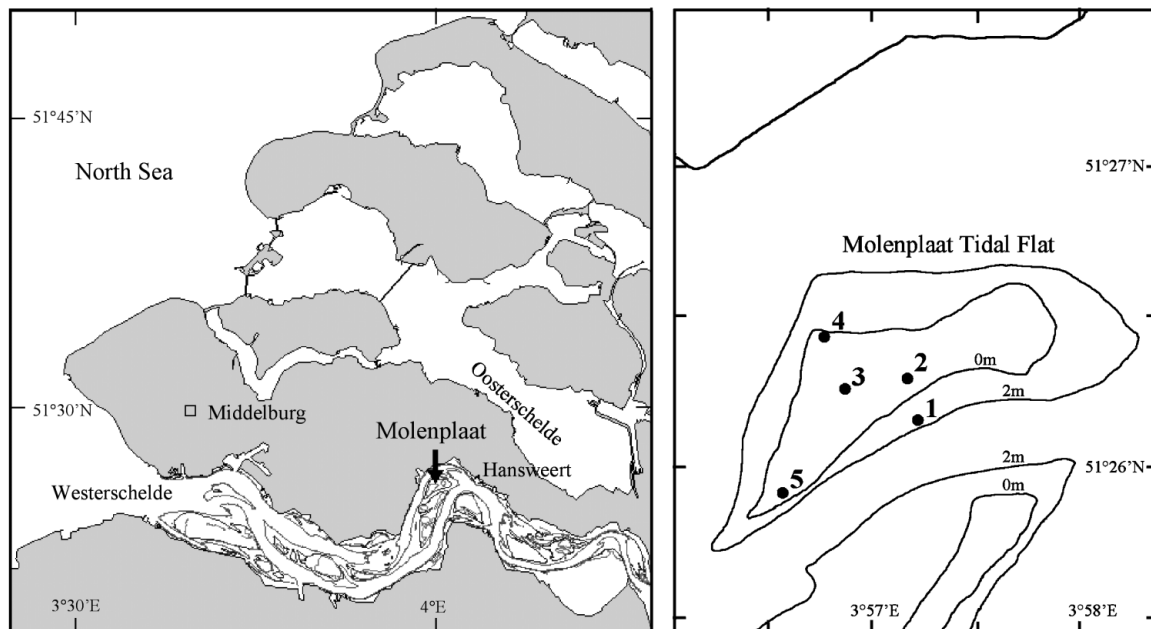 51°45'N
North Sea
51°30'N
Middelburg
Oosterschelde
Molenplaat
Hansweert
Westerschelde
3°30'E
4°E
51°27'N
Molenplaat Tidal Flat
4
3
2
0m
1
2m
51°26'N
2m
5
0m
3°57'E
3°58'E